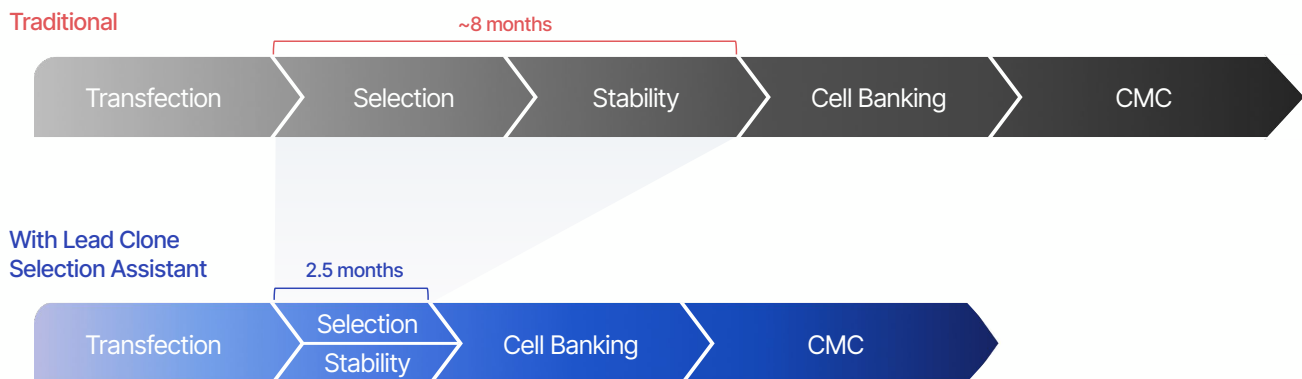 Traditional
~8 months
Transfection
Selection
Stability
Cell Banking
CMC
With Lead Clone
Selection Assistant
2.5 months
Transfection
Selection
Stability
Cell Banking
CMC